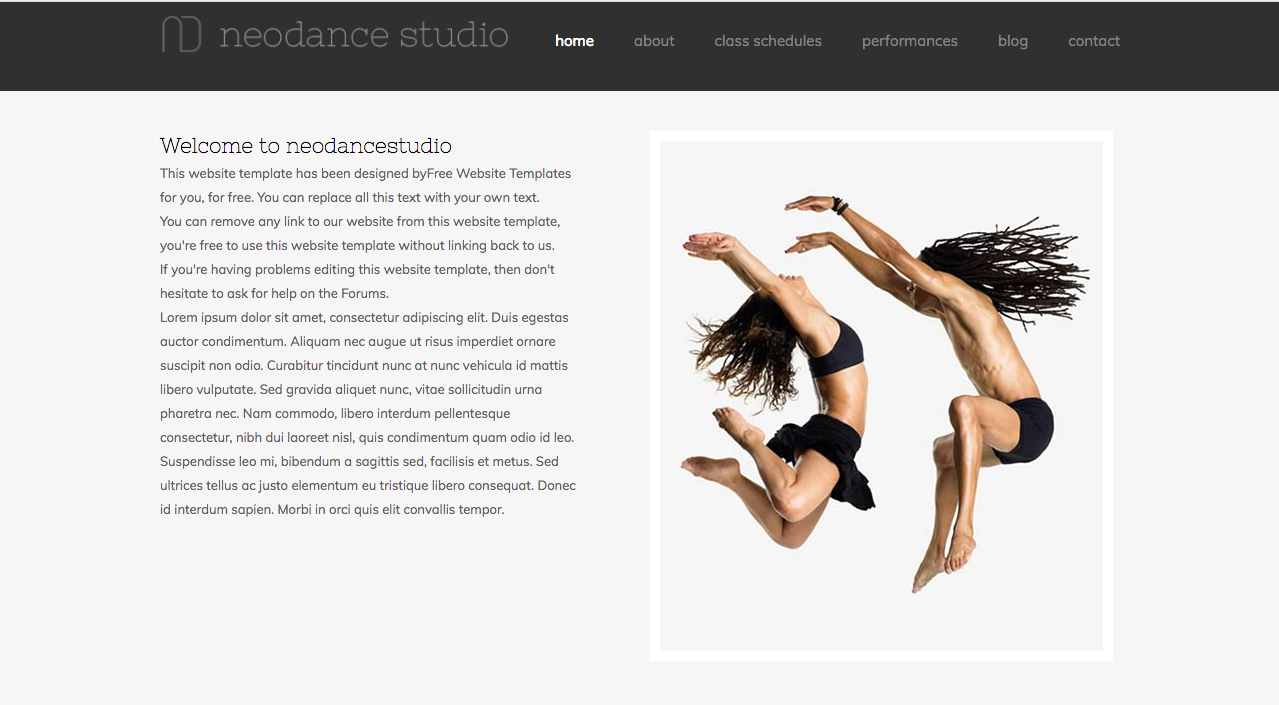 neodance studio
home about class schedules performances blog contact
Welcome to neodancestudio
This website template has been designed byFree Website Templates
for you, for free. You can replace all this text with your own text.
You can remove any link to our website from this website template,
you're free to use this website template without linking back to us.
If you're having problems editing this website template, then don't
hesitate to ask for help on the Forums.
Lorem ipsum dolor sit amet, consectetur adipiscing elit. Duis egestas
auctor condimentum. Aliquam nec augue ut risus imperdiet ornare
suscipit non odio. Curabitur tincidunt nunc at nunc vehicula id mattis
libero vulputate. Sed gravida aliquet nunc, vitae sollicitudin urna
pharetra nec. Nam commodo, libero interdum pellentesque
consectetur, nibh dui laoreet nisl, quis condimentum quam odio id leo.
Suspendisse leo mi, bibendum a sagittis sed, facilisis et metus. Sed
ultrices tellus ac justo elementum eu tristique libero consequat. Donec
id interdum sapien. Morbi in orci quis elit convallis tempor.